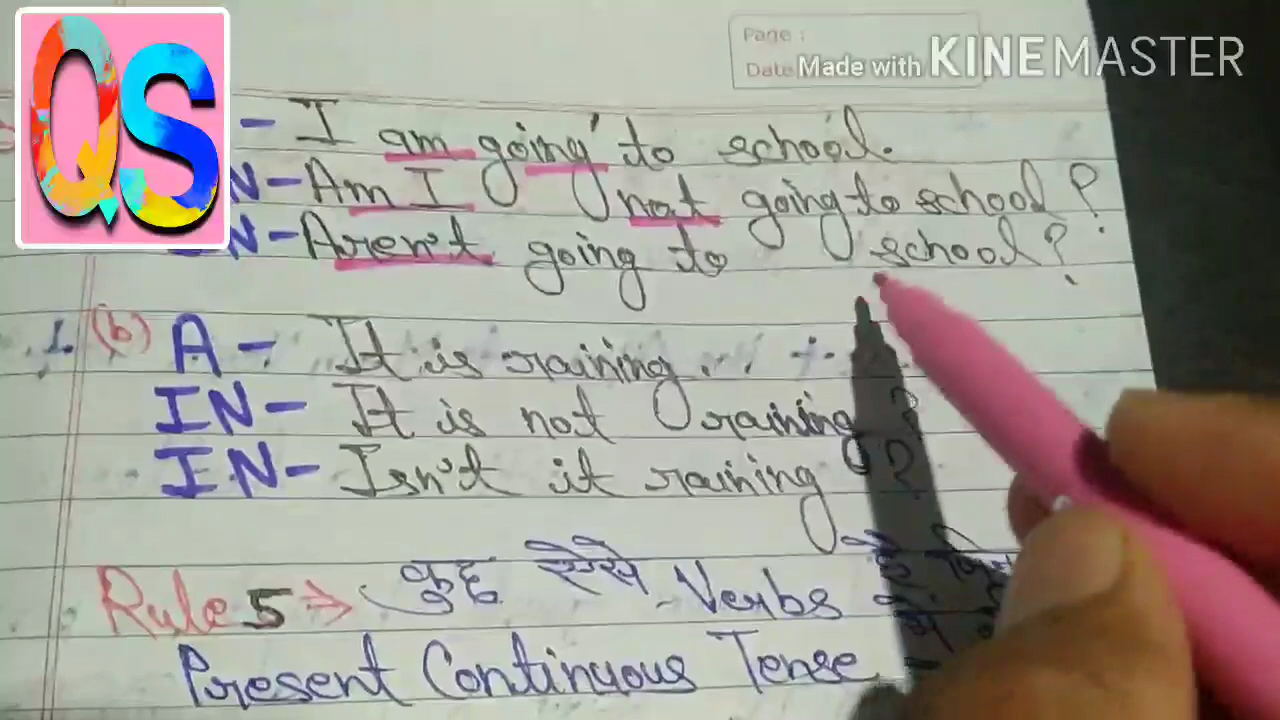 QS
Page :
Date
Made with KINEMASTER
- I am going to school.
N - Am I not going to school ?
N - Aren't going to school ?
1. (b) A - It is raining.
IN - It is not raining ?
IN - Isn't it raining ?
Rule 5 ⇒ कुछ ऐसे Verbs
Present Continuous Tense